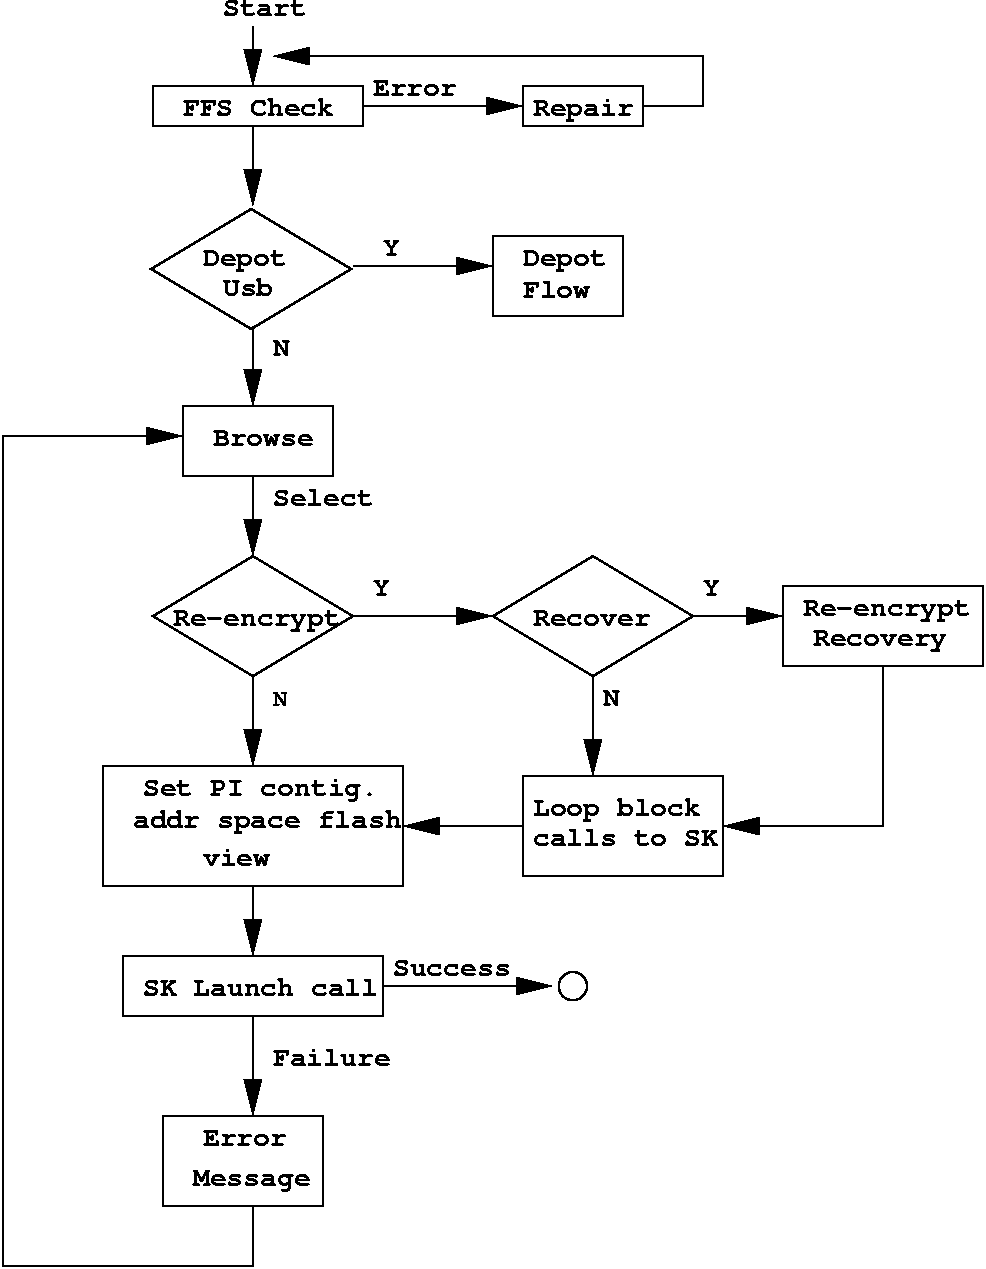 Start
FFS Check
Error
Repair
Depot
Usb
Y
Depot
Flow
N
Browse
Select
Re-encrypt
Y
Recover
Y
Re-encrypt
Recovery
N
N
Set PI contig.
addr space flash
view
Loop block
calls to SK
SK Launch call
Success
Failure
Error
Message